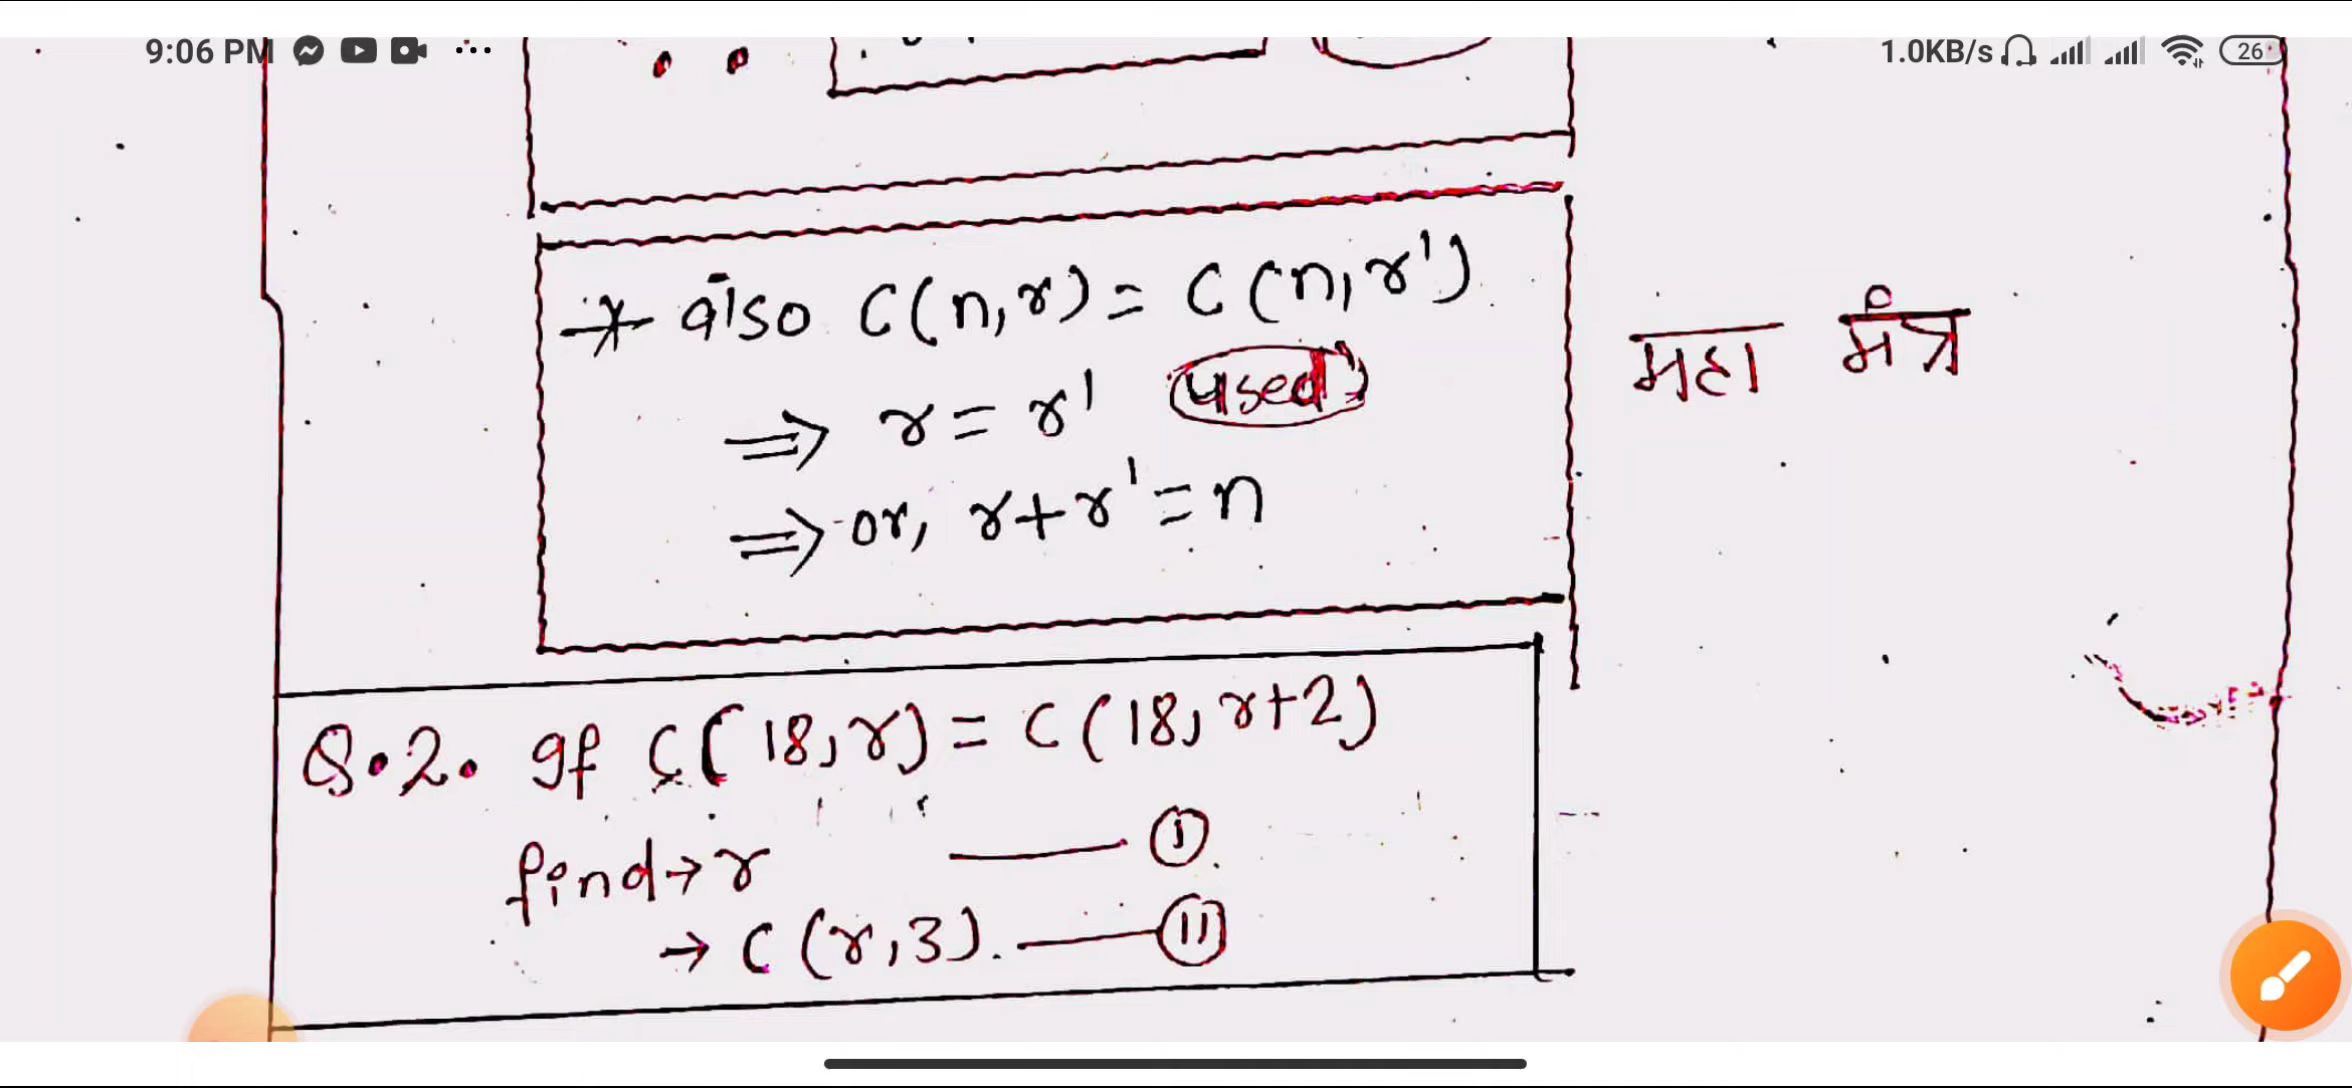 9:06 PM ...
1.0KB/s 26
* also C(n,r) = C(n,r')
⇒ r = r' used
⇒ or, r+r' = n
महा मंत्र
Q.2. If C(18,r) = C(18,r+2)
find→r —— I.
→ C(r,3). —— II